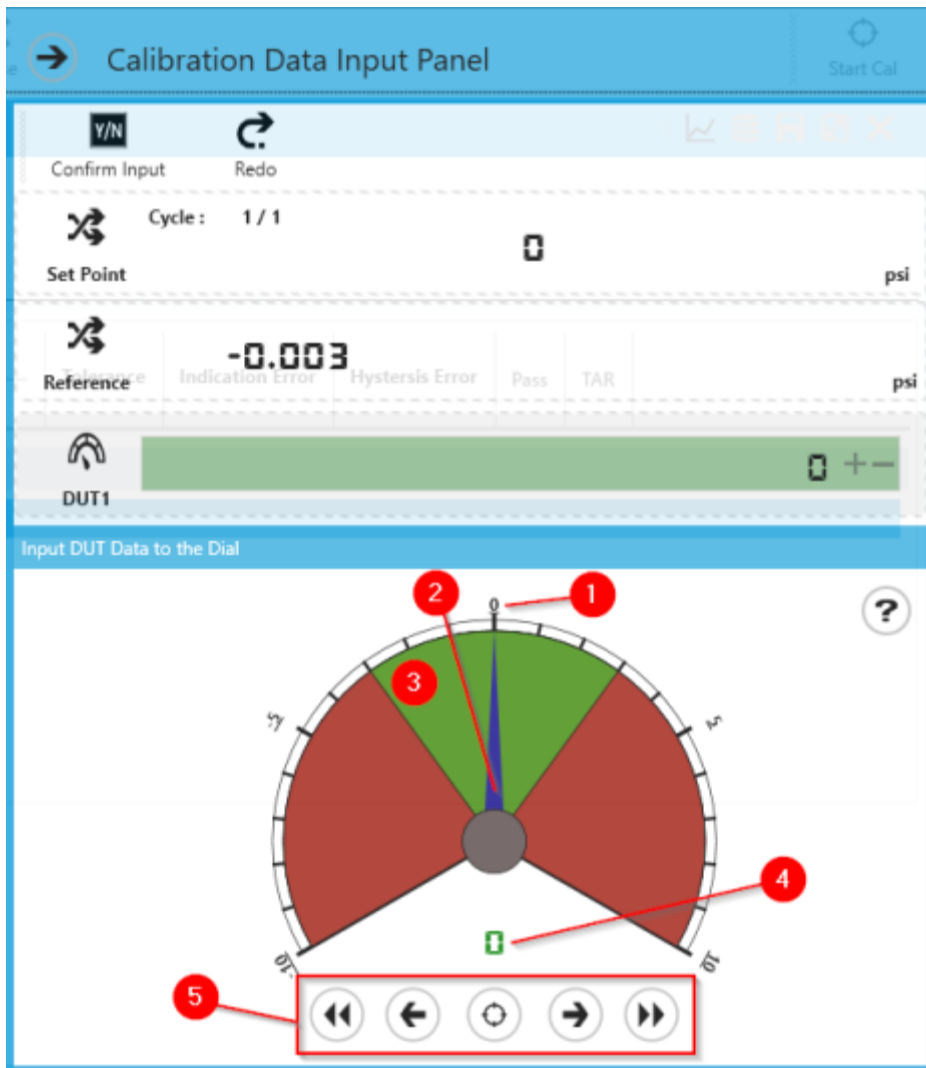 Calibration Data Input Panel
Start Cal
Y/N
Confirm Input
Redo
Cycle : 1 / 1
0
Set Point
psi
-0.003
Reference
Tolerance Indication Error Hystersis Error Pass TAR
psi
0 + −
DUT1
Input DUT Data to the Dial
?
2
1
0
3
-5
5
4
0
-10
10
5